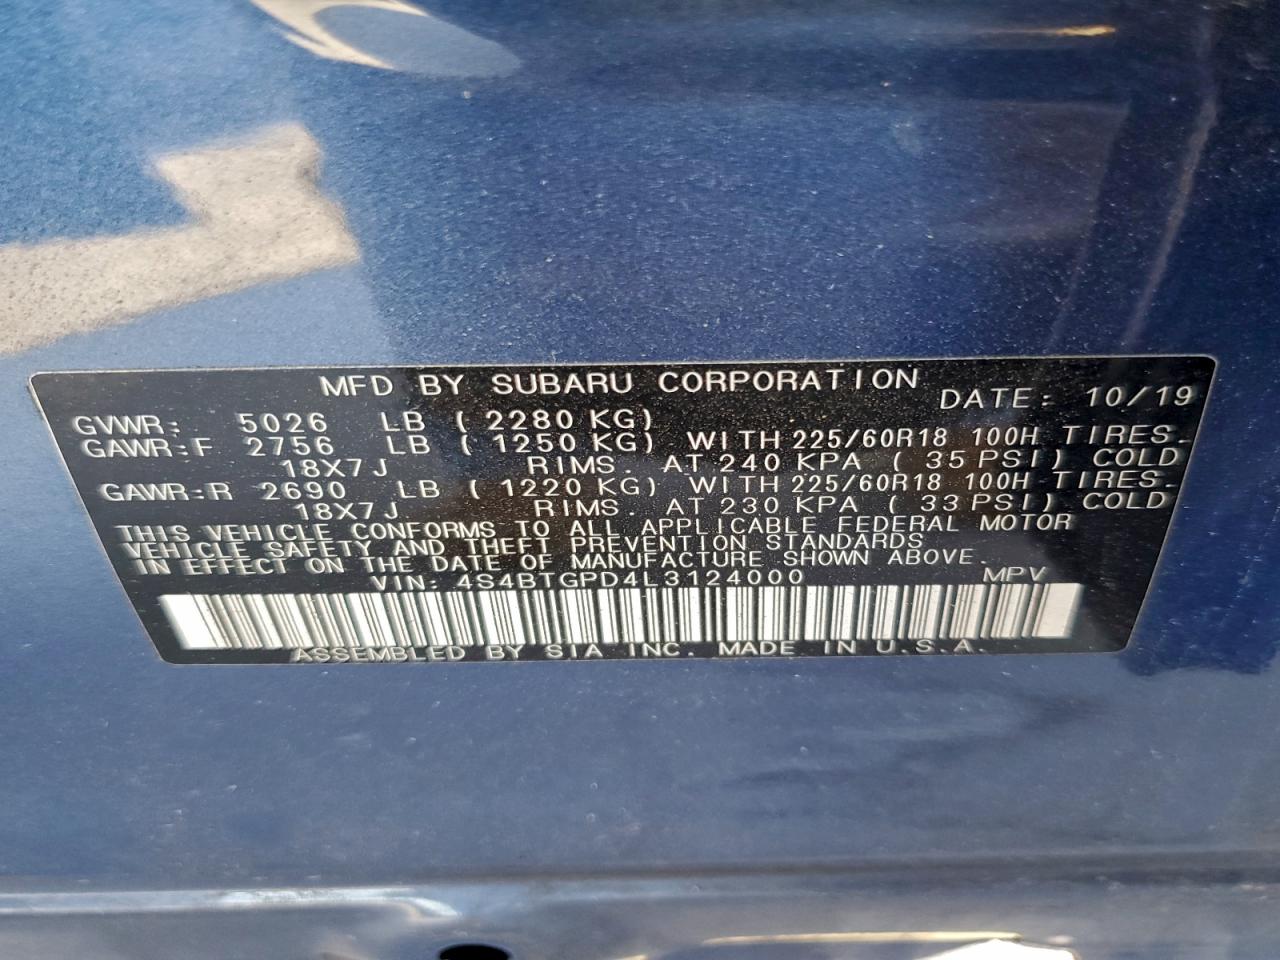 MFD BY SUBARU CORPORATION DATE: 10/19
GVWR: 5026 LB ( 2280 KG)
GAWR:F 2756 LB ( 1250 KG) WITH 225/60R18 100H TIRES.
18X7J RIMS. AT 240 KPA ( 35 PSI) COLD
GAWR:R 2690 LB ( 1220 KG) WITH 225/60R18 100H TIRES.
18X7J RIMS. AT 230 KPA ( 33 PSI) COLD
THIS VEHICLE CONFORMS TO ALL APPLICABLE FEDERAL MOTOR
VEHICLE SAFETY AND THEFT PREVENTION STANDARDS
IN EFFECT ON THE DATE OF MANUFACTURE SHOWN ABOVE.
VIN: 4S4BTGPD4L3124000 MPV
ASSEMBLED BY SIA INC. MADE IN U.S.A.